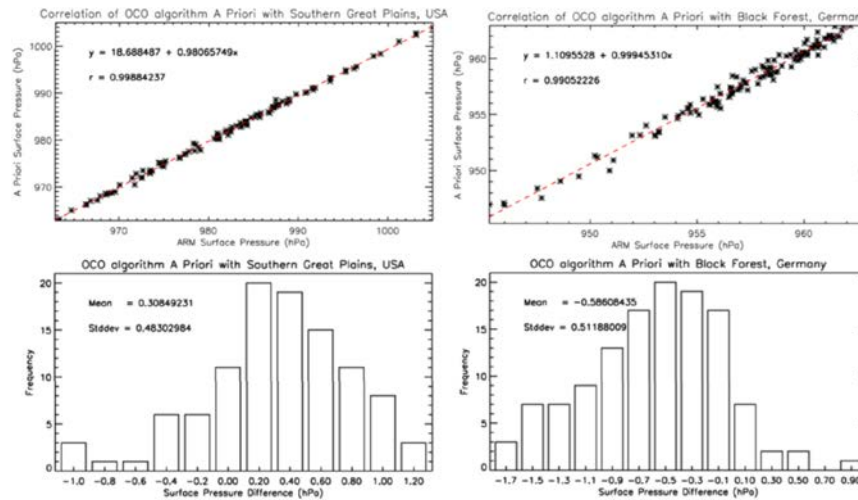 Correlation of OCO algorithm A Priori with Southern Great Plains, USA
y = 18.688487 + 0.98065749x
r = 0.99884237
A Priori Surface Pressure (hPa)
1000
990
980
970
970 980 990 1000
ARM Surface Pressure (hPa)
Correlation of OCO algorithm A Priori with Black Forest, Germany
y = 1.1095528 + 0.99945310x
r = 0.99052226
A Priori Surface Pressure (hPa)
960
955
950
950 955 960
ARM Surface Pressure (hPa)
OCO algorithm A Priori with Southern Great Plains, USA
Mean = 0.30849231
Stddev = 0.48302984
Frequency
20
15
10
5
0
-1.0 -0.8 -0.6 -0.4 -0.2 0.00 0.20 0.40 0.60 0.80 1.00 1.20
Surface Pressure Difference (hPa)
OCO algorithm A Priori with Black Forest, Germany
Mean = -0.58608435
Stddev = 0.51188009
Frequency
20
15
10
5
0
-1.7 -1.5 -1.3 -1.1 -0.9 -0.7 -0.5 -0.3 -0.1 0.10 0.30 0.50 0.70 0.90
Surface Pressure Difference (hPa)